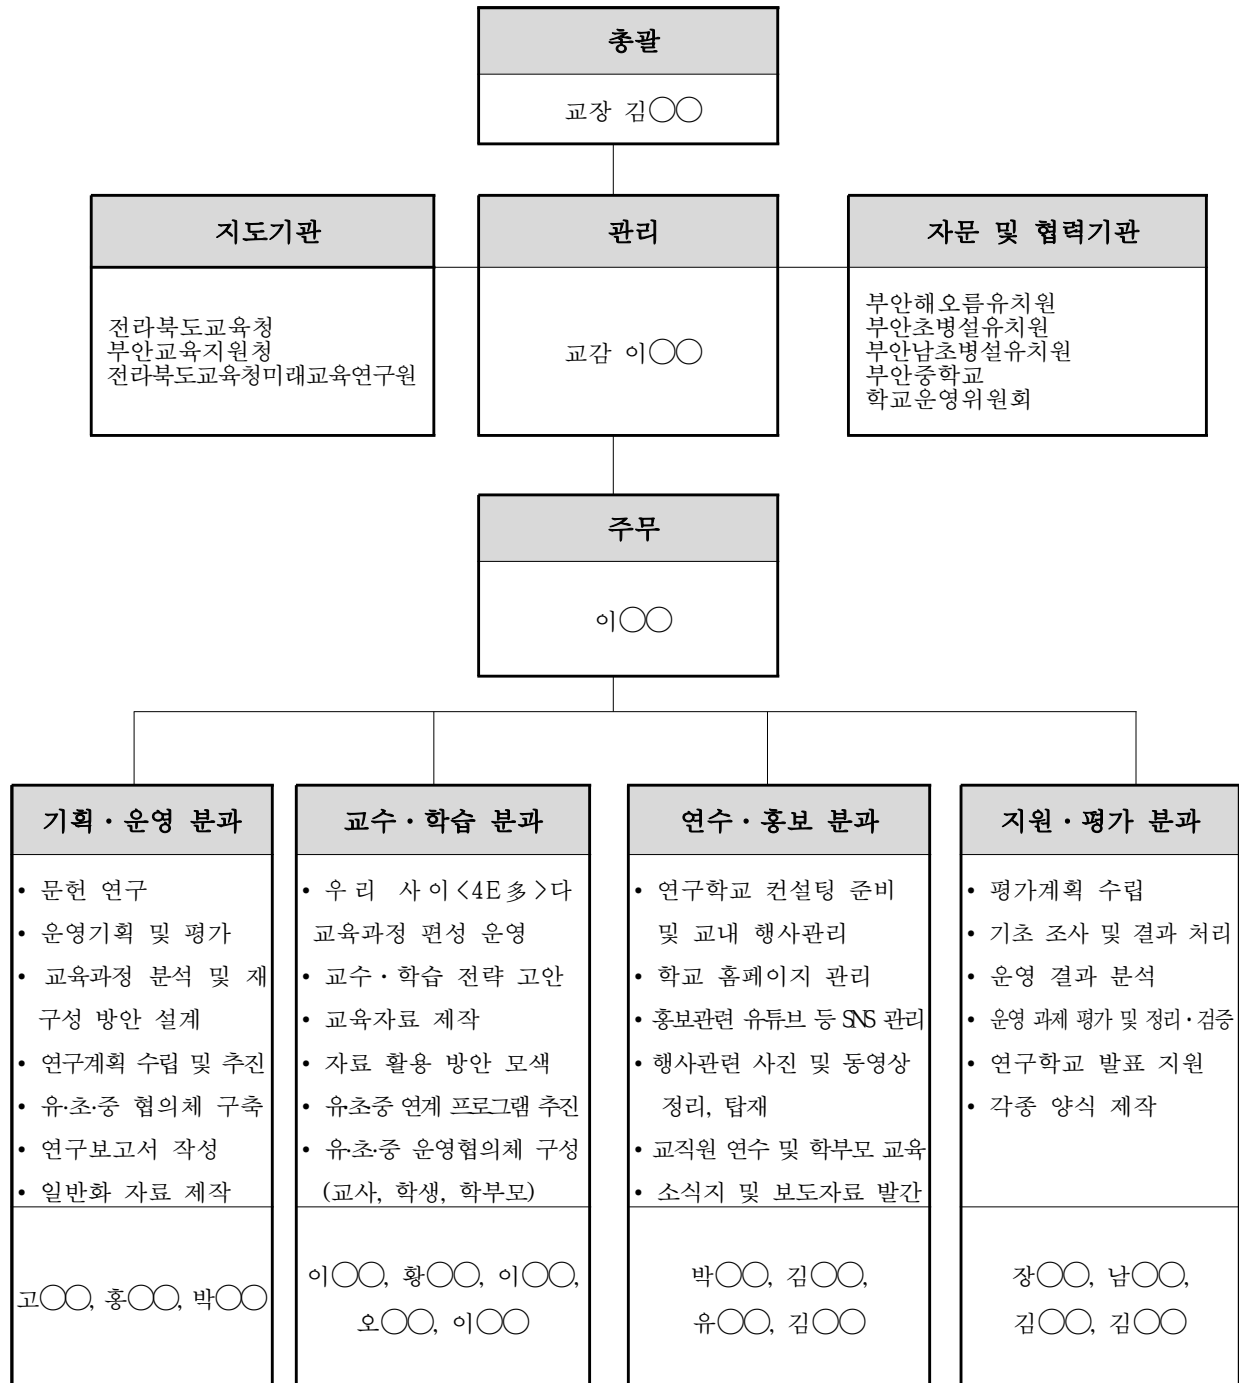 총괄
교장 김○○
지도기관
전라북도교육청
부안교육지원청
전라북도교육청미래교육연구원
관리
교감 이○○
자문 및 협력기관
부안해오름유치원
부안초병설유치원
부안남초병설유치원
부안중학교
학교운영위원회
주무
이○○
기획·운영 분과
• 문헌 연구
• 운영기획 및 평가
• 교육과정 분석 및 재
구성 방안 설계
• 연구계획 수립 및 추진
• 유·초·중 협의체 구축
• 연구보고서 작성
• 일반화 자료 제작
고○○, 홍○○, 박○○
교수·학습 분과
• 우리 사이<4E多>다
교육과정 편성 운영
• 교수·학습 전략 고안
• 교육자료 제작
• 자료 활용 방안 모색
• 유초중 연계 프로그램 추진
• 유·초·중 운영협의체 구성
(교사, 학생, 학부모)
이○○, 황○○, 이○○,
오○○, 이○○
연수·홍보 분과
• 연구학교 컨설팅 준비
및 교내 행사관리
• 학교 홈페이지 관리
• 홍보관련 유튜브 등 SNS 관리
• 행사관련 사진 및 동영상
정리, 탑재
• 교직원 연수 및 학부모 교육
• 소식지 및 보도자료 발간
박○○, 김○○,
유○○, 김○○
지원·평가 분과
• 평가계획 수립
• 기초 조사 및 결과 처리
• 운영 결과 분석
• 운영 과제 평가 및 정리·검증
• 연구학교 발표 지원
• 각종 양식 제작
장○○, 남○○,
김○○, 김○○